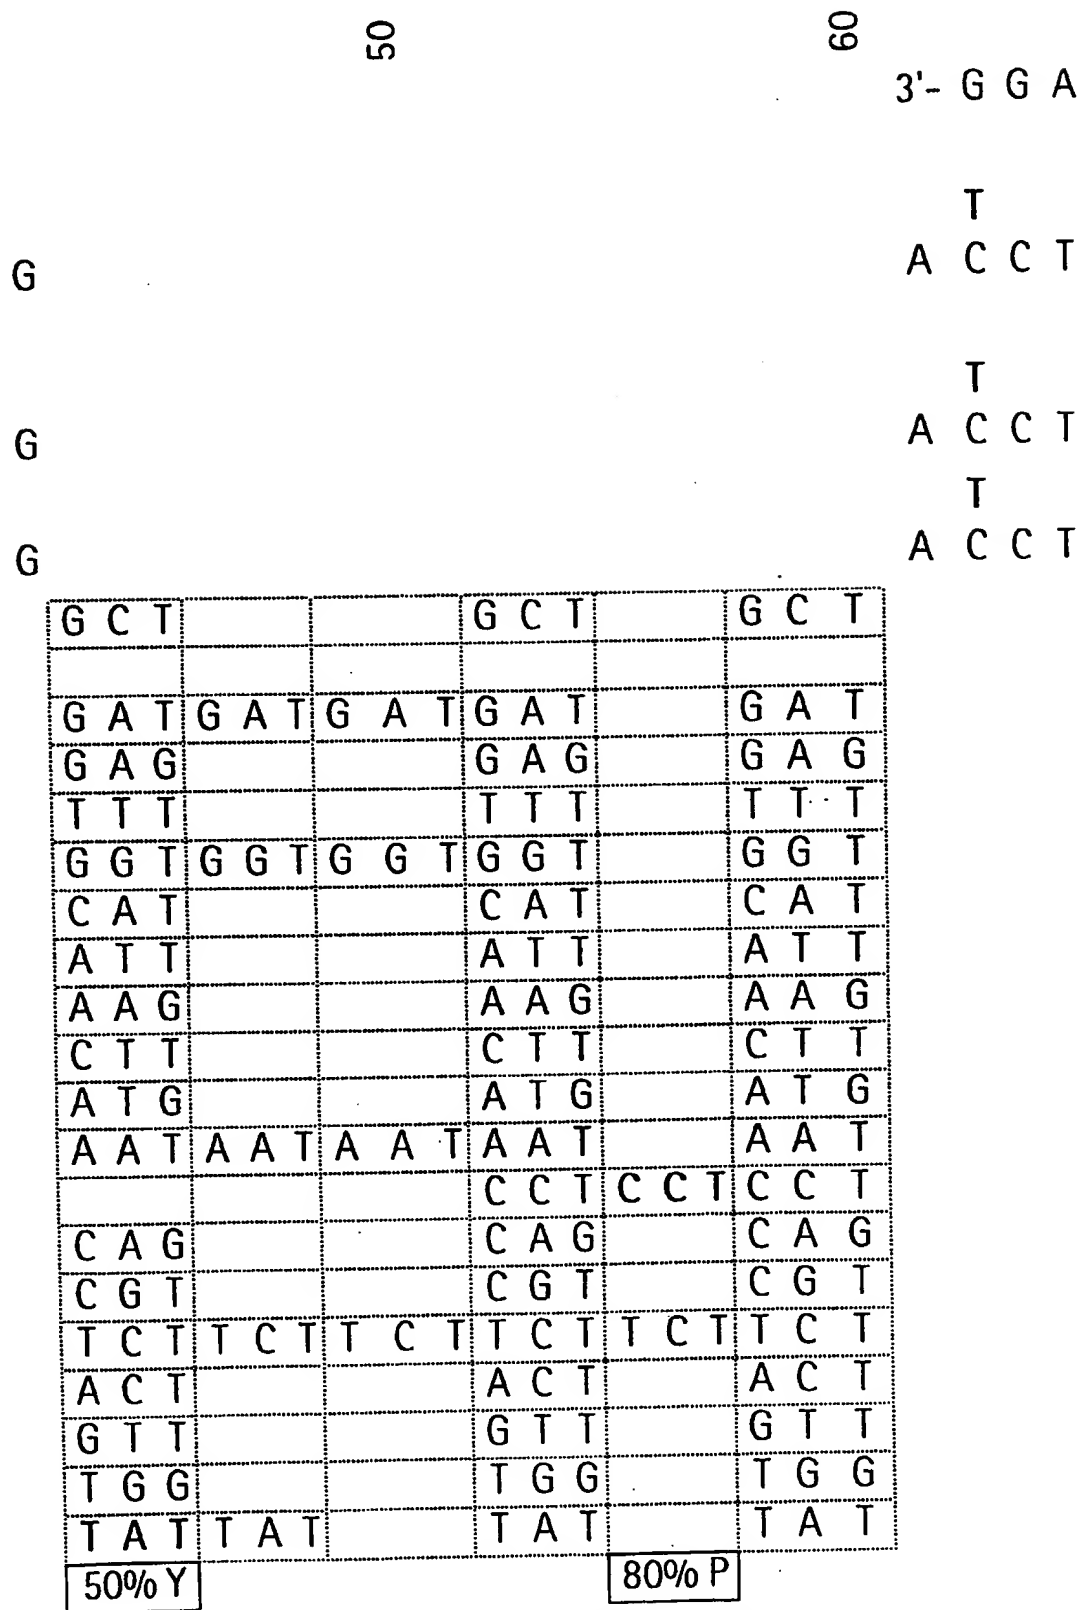 50 60
3'- G G A
T
G A C C T
T
G A C C T
T
G A C C T
G C T G C T G C T
G A T G A T G A T G A T G A T
G A G G A G G A G
T T T T T T T T T
G G T G G T G G T G G T G G T
C A T C A T C A T
A T T A T T A T T
A A G A A G A A G
C T T C T T C T T
A T G A T G A T G
A A T A A T A A T A A T A A T
C C T C C T C C T
C A G C A G C A G
C G T C G T C G T
T C T T C T T C T T C T T C T T C T
A C T A C T A C T
G T T G T T G T T
T G G T G G T G G
T A T T A T T A T T A T
50% Y 80% P